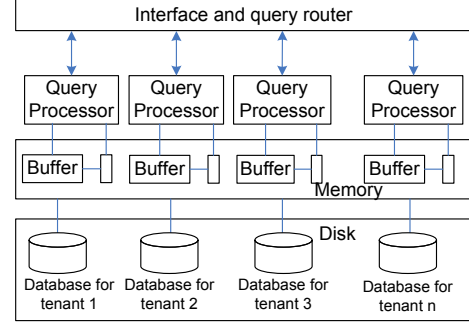 Interface and query router
Query Processor
Query Processor
Query Processor
Query Processor
Buffer
Buffer
Buffer
Buffer
Memory
Disk
Database for tenant 1
Database for tenant 2
Database for tenant 3
Database for tenant n